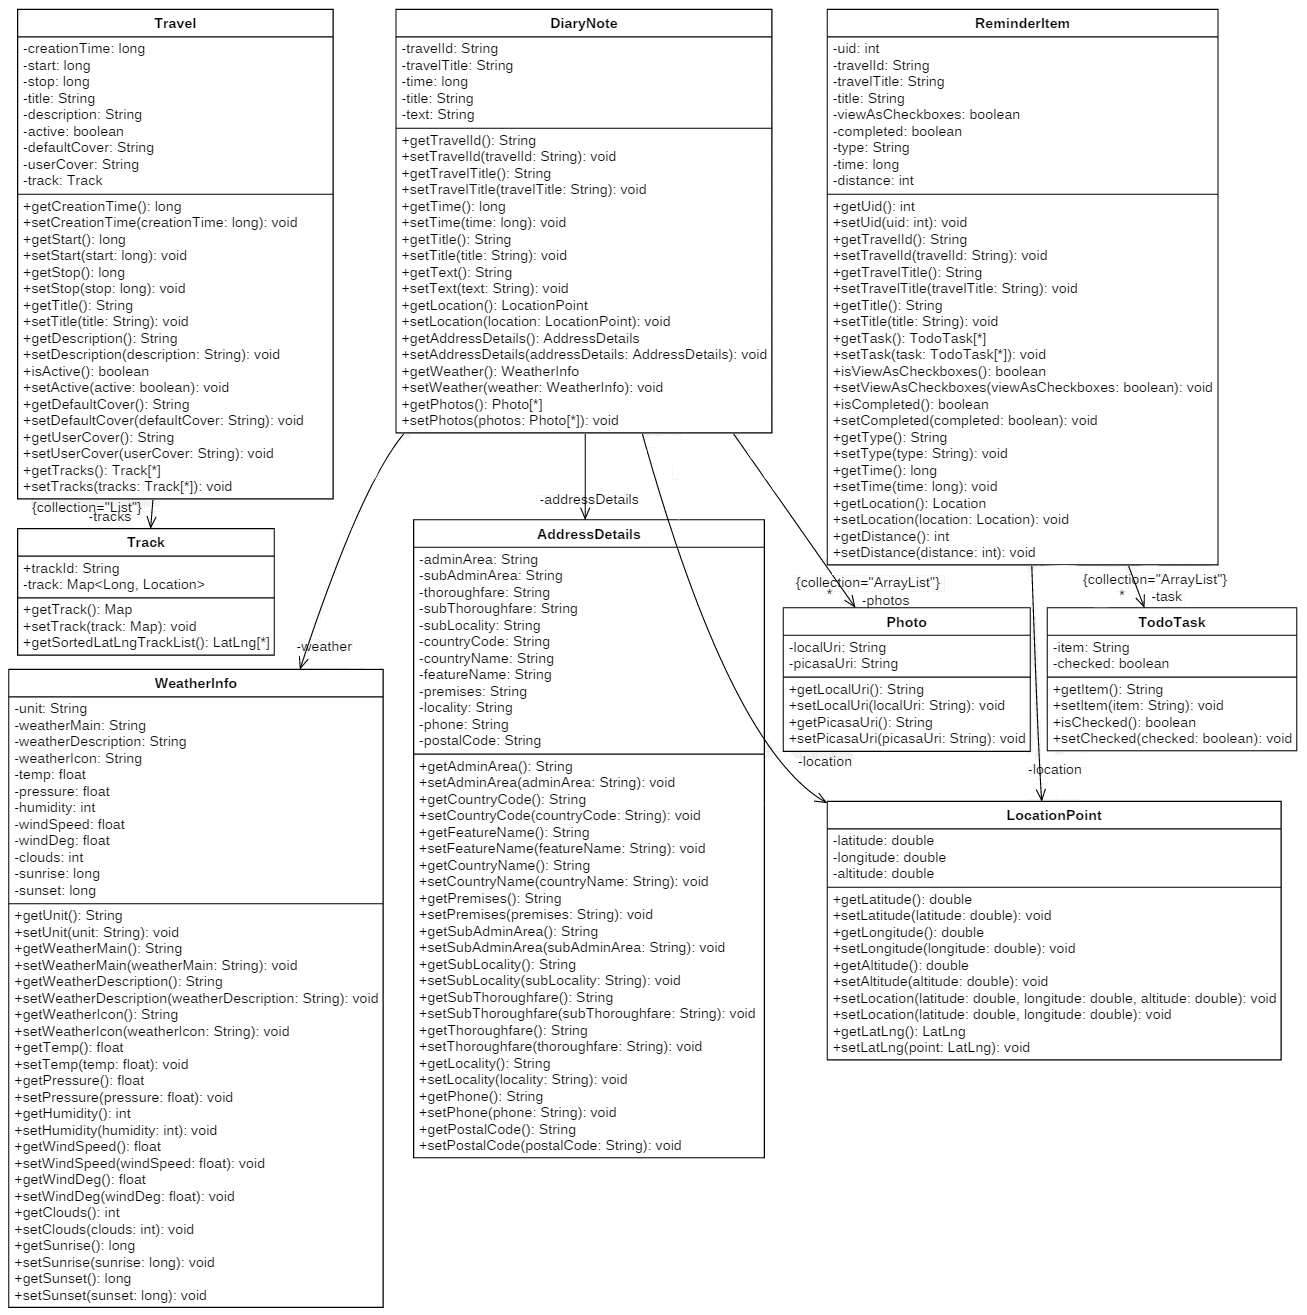 Travel
-creationTime: long
-start: long
-stop: long
-title: String
-description: String
-active: boolean
-defaultCover: String
-userCover: String
-track: Track
+getCreationTime(): long
+setCreationTime(creationTime: long): void
+getStart(): long
+setStart(start: long): void
+getStop(): long
+setStop(stop: long): void
+getTitle(): String
+setTitle(title: String): void
+getDescription(): String
+setDescription(description: String): void
+isActive(): boolean
+setActive(active: boolean): void
+getDefaultCover(): String
+setDefaultCover(defaultCover: String): void
+getUserCover(): String
+setUserCover(userCover: String): void
+getTracks(): Track[*]
+setTracks(tracks: Track[*]): void
{collection="List"}
-tracks
Track
+trackId: String
-track: Map<Long, Location>
+getTrack(): Map
+setTrack(track: Map): void
+getSortedLatLngTrackList(): LatLng[*]
DiaryNote
-travelId: String
-travelTitle: String
-time: long
-title: String
-text: String
+getTravelId(): String
+setTravelId(travelId: String): void
+getTravelTitle(): String
+setTravelTitle(travelTitle: String): void
+getTime(): long
+setTime(time: long): void
+getTitle(): String
+setTitle(title: String): void
+getText(): String
+setText(text: String): void
+getLocation(): LocationPoint
+setLocation(location: LocationPoint): void
+getAddressDetails(): AddressDetails
+setAddressDetails(addressDetails: AddressDetails): void
+getWeather(): WeatherInfo
+setWeather(weather: WeatherInfo): void
+getPhotos(): Photo[*]
+setPhotos(photos: Photo[*]): void
ReminderItem
-uid: int
-travelId: String
-travelTitle: String
-title: String
-viewAsCheckboxes: boolean
-completed: boolean
-type: String
-time: long
-distance: int
+getUid(): int
+setUid(uid: int): void
+getTravelId(): String
+setTravelId(travelId: String): void
+getTravelTitle(): String
+setTravelTitle(travelTitle: String): void
+getTitle(): String
+setTitle(title: String): void
+getTask(): TodoTask[*]
+setTask(task: TodoTask[*]): void
+isViewAsCheckboxes(): boolean
+setViewAsCheckboxes(viewAsCheckboxes: boolean): void
+isCompleted(): boolean
+setCompleted(completed: boolean): void
+getType(): String
+setType(type: String): void
+getTime(): long
+setTime(time: long): void
+getLocation(): Location
+setLocation(location: Location): void
+getDistance(): int
+setDistance(distance: int): void
-weather
-addressDetails
{collection="ArrayList"}
*
-photos
{collection="ArrayList"}
*
-task
-location
-location
WeatherInfo
-unit: String
-weatherMain: String
-weatherDescription: String
-weatherIcon: String
-temp: float
-pressure: float
-humidity: int
-windSpeed: float
-windDeg: float
-clouds: int
-sunrise: long
-sunset: long
+getUnit(): String
+setUnit(unit: String): void
+getWeatherMain(): String
+setWeatherMain(weatherMain: String): void
+getWeatherDescription(): String
+setWeatherDescription(weatherDescription: String): void
+getWeatherIcon(): String
+setWeatherIcon(weatherIcon: String): void
+getTemp(): float
+setTemp(temp: float): void
+getPressure(): float
+setPressure(pressure: float): void
+getHumidity(): int
+setHumidity(humidity: int): void
+getWindSpeed(): float
+setWindSpeed(windSpeed: float): void
+getWindDeg(): float
+setWindDeg(windDeg: float): void
+getClouds(): int
+setClouds(clouds: int): void
+getSunrise(): long
+setSunrise(sunrise: long): void
+getSunset(): long
+setSunset(sunset: long): void
AddressDetails
-adminArea: String
-subAdminArea: String
-thoroughfare: String
-subThoroughfare: String
-subLocality: String
-countryCode: String
-countryName: String
-featureName: String
-premises: String
-locality: String
-phone: String
-postalCode: String
+getAdminArea(): String
+setAdminArea(adminArea: String): void
+getCountryCode(): String
+setCountryCode(countryCode: String): void
+getFeatureName(): String
+setFeatureName(featureName: String): void
+getCountryName(): String
+setCountryName(countryName: String): void
+getPremises(): String
+setPremises(premises: String): void
+getSubAdminArea(): String
+setSubAdminArea(subAdminArea: String): void
+getSubLocality(): String
+setSubLocality(subLocality: String): void
+getSubThoroughfare(): String
+setSubThoroughfare(subThoroughfare: String): void
+getThoroughfare(): String
+setThoroughfare(thoroughfare: String): void
+getLocality(): String
+setLocality(locality: String): void
+getPhone(): String
+setPhone(phone: String): void
+getPostalCode(): String
+setPostalCode(postalCode: String): void
Photo
-localUri: String
-picasaUri: String
+getLocalUri(): String
+setLocalUri(localUri: String): void
+getPicasaUri(): String
+setPicasaUri(picasaUri: String): void
TodoTask
-item: String
-checked: boolean
+getItem(): String
+setItem(item: String): void
+isChecked(): boolean
+setChecked(checked: boolean): void
LocationPoint
-latitude: double
-longitude: double
-altitude: double
+getLatitude(): double
+setLatitude(latitude: double): void
+getLongitude(): double
+setLongitude(longitude: double): void
+getAltitude(): double
+setAltitude(altitude: double): void
+setLocation(latitude: double, longitude: double, altitude: double): void
+setLocation(latitude: double, longitude: double): void
+getLatLng(): LatLng
+setLatLng(point: LatLng): void